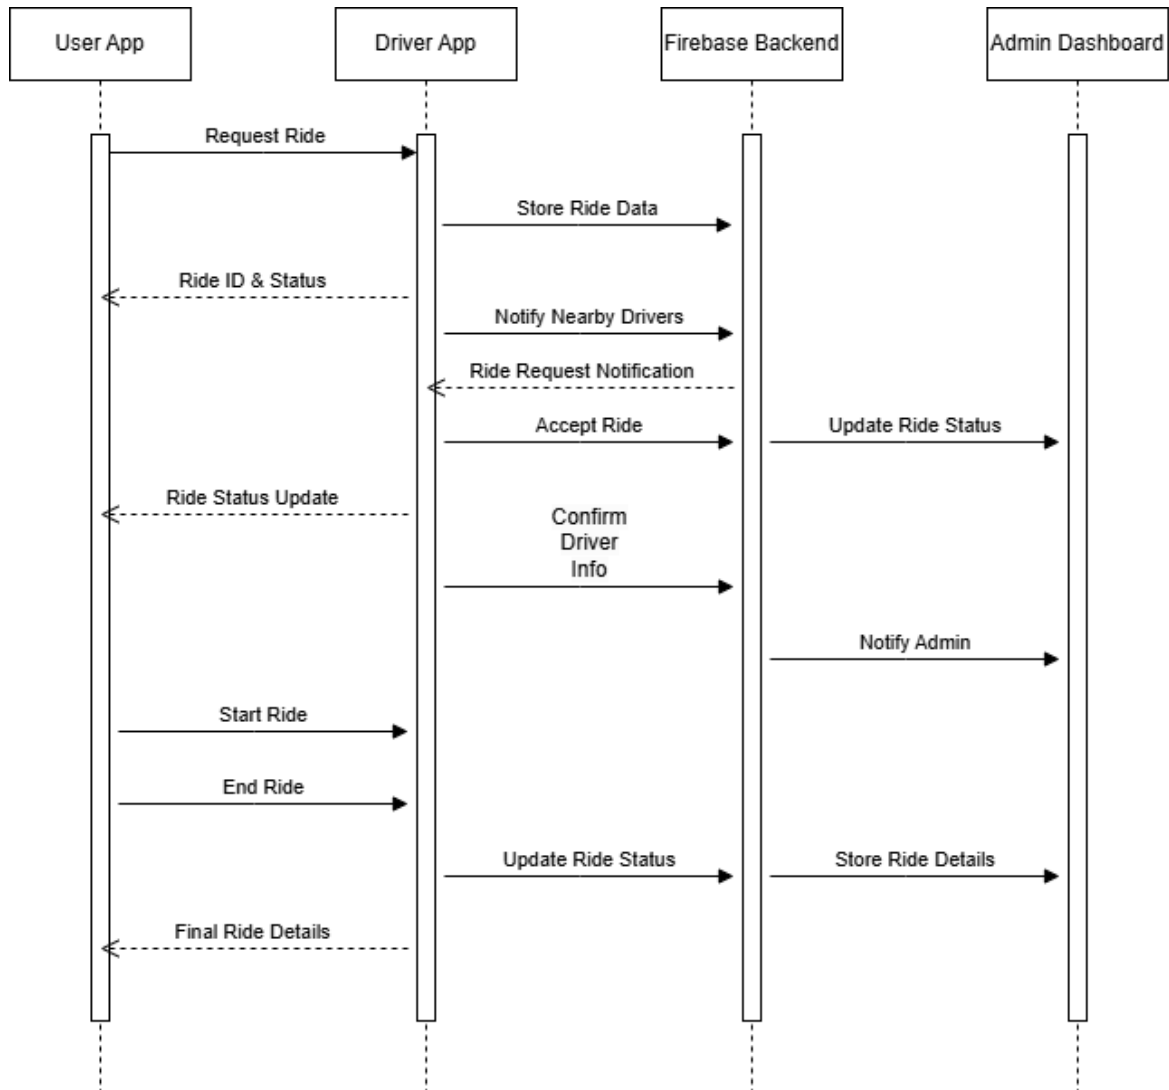 User App
Driver App
Firebase Backend
Admin Dashboard
Request Ride
Store Ride Data
Ride ID & Status
Notify Nearby Drivers
Ride Request Notification
Accept Ride
Update Ride Status
Ride Status Update
Confirm
Driver
Info
Notify Admin
Start Ride
End Ride
Update Ride Status
Store Ride Details
Final Ride Details